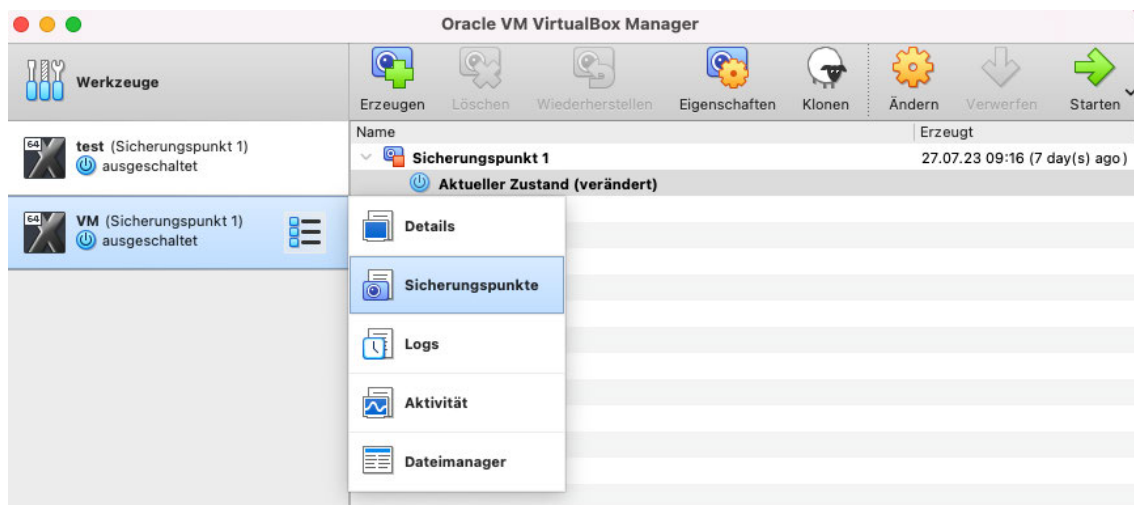 Oracle VM VirtualBox Manager
Werkzeuge
Erzeugen Löschen Wiederherstellen Eigenschaften Klonen Ändern Verwerfen Starten
64 test (Sicherungspunkt 1)
ausgeschaltet
64 VM (Sicherungspunkt 1)
ausgeschaltet
Name Erzeugt
Sicherungspunkt 1 27.07.23 09:16 (7 day(s) ago)
Aktueller Zustand (verändert)
Details
Sicherungspunkte
Logs
Aktivität
Dateimanager